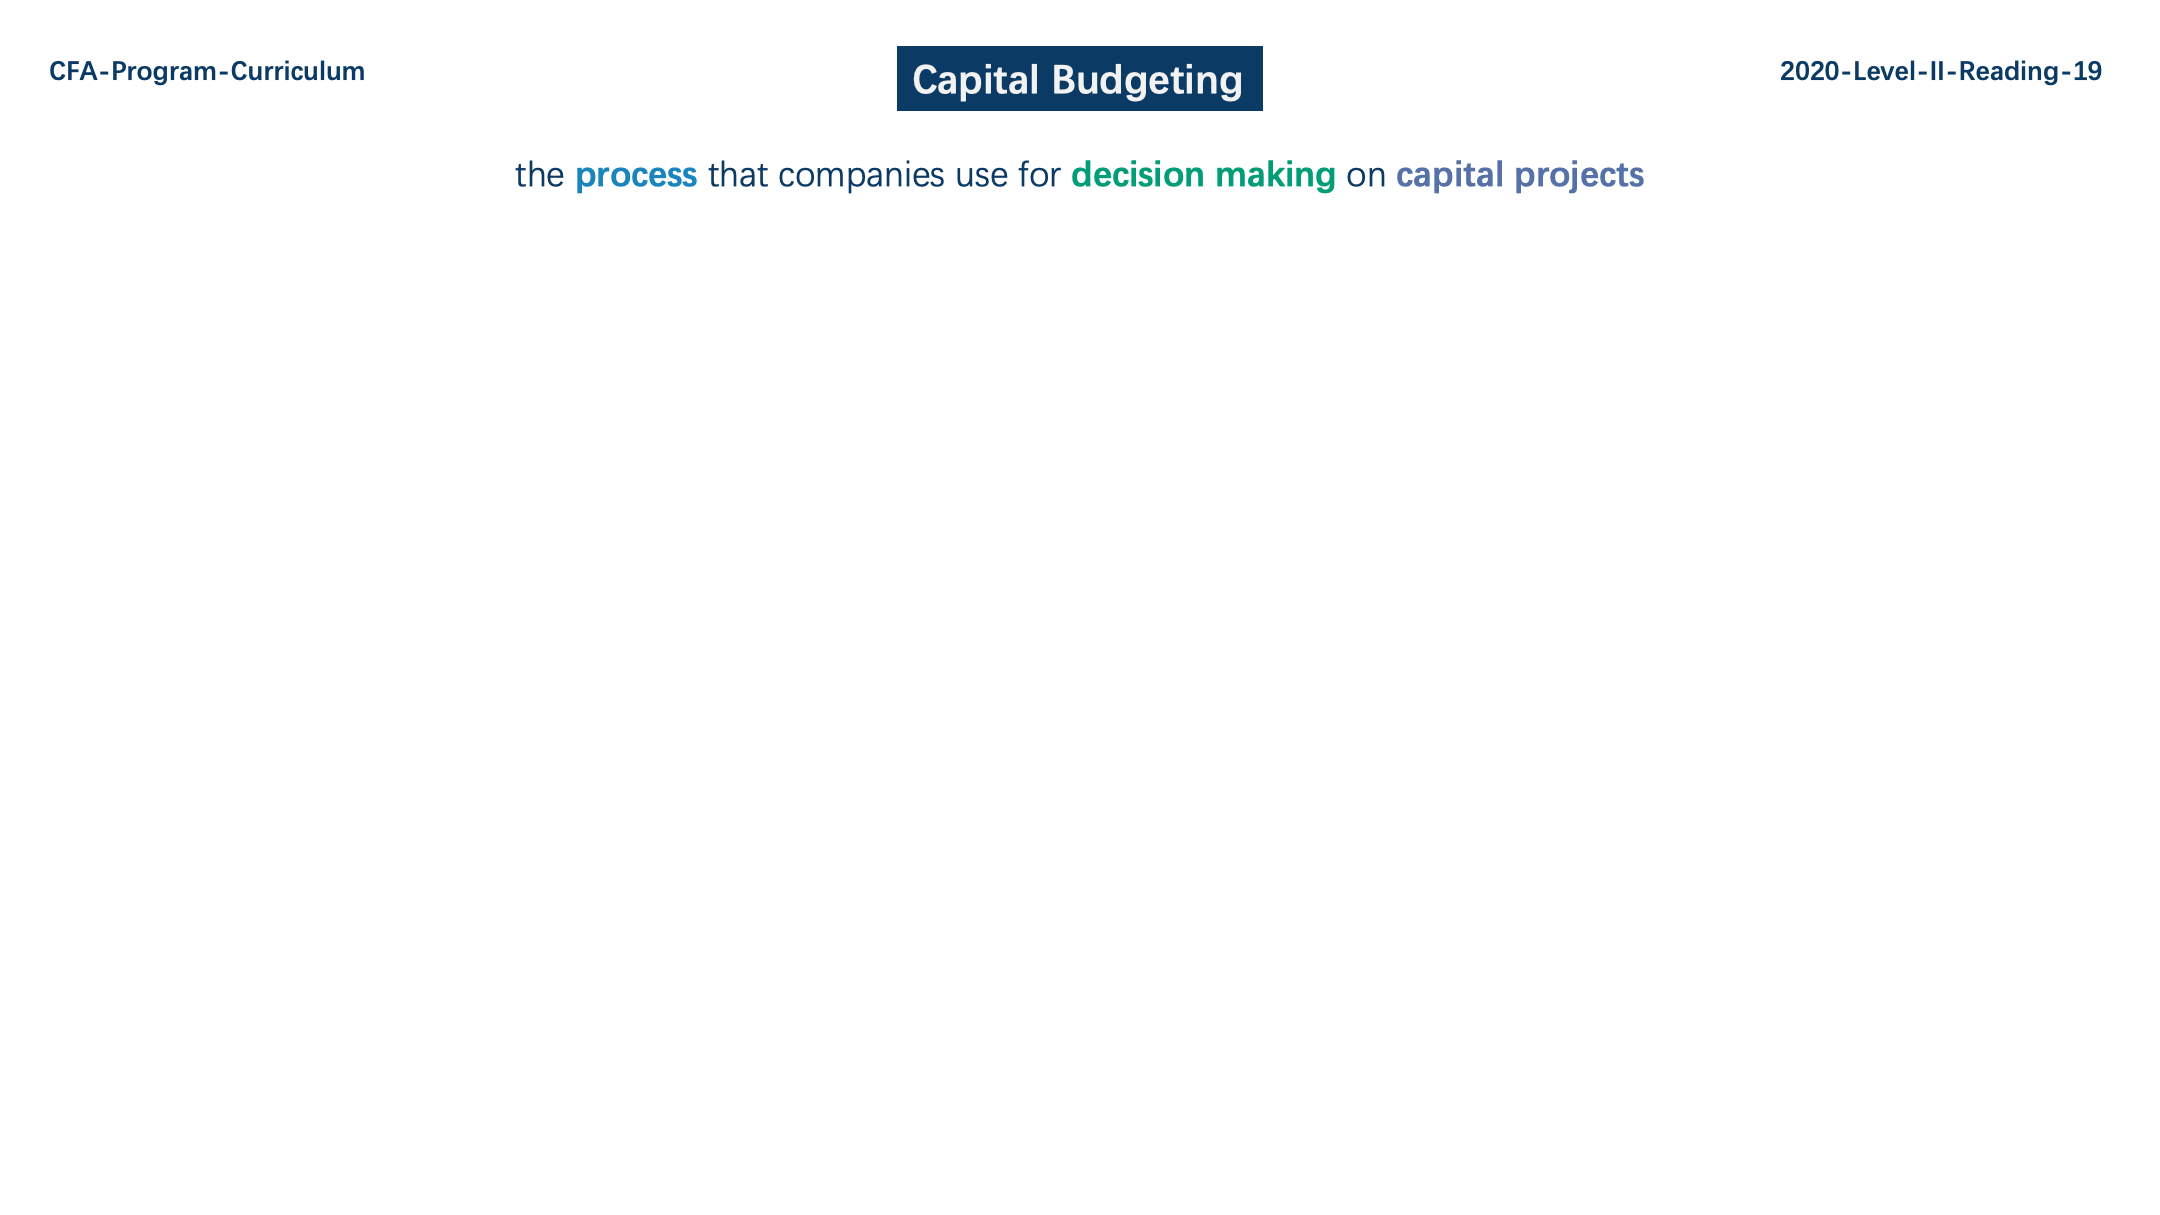 CFA-Program-Curriculum
Capital Budgeting
2020-Level-II-Reading-19
the process that companies use for decision making on capital projects